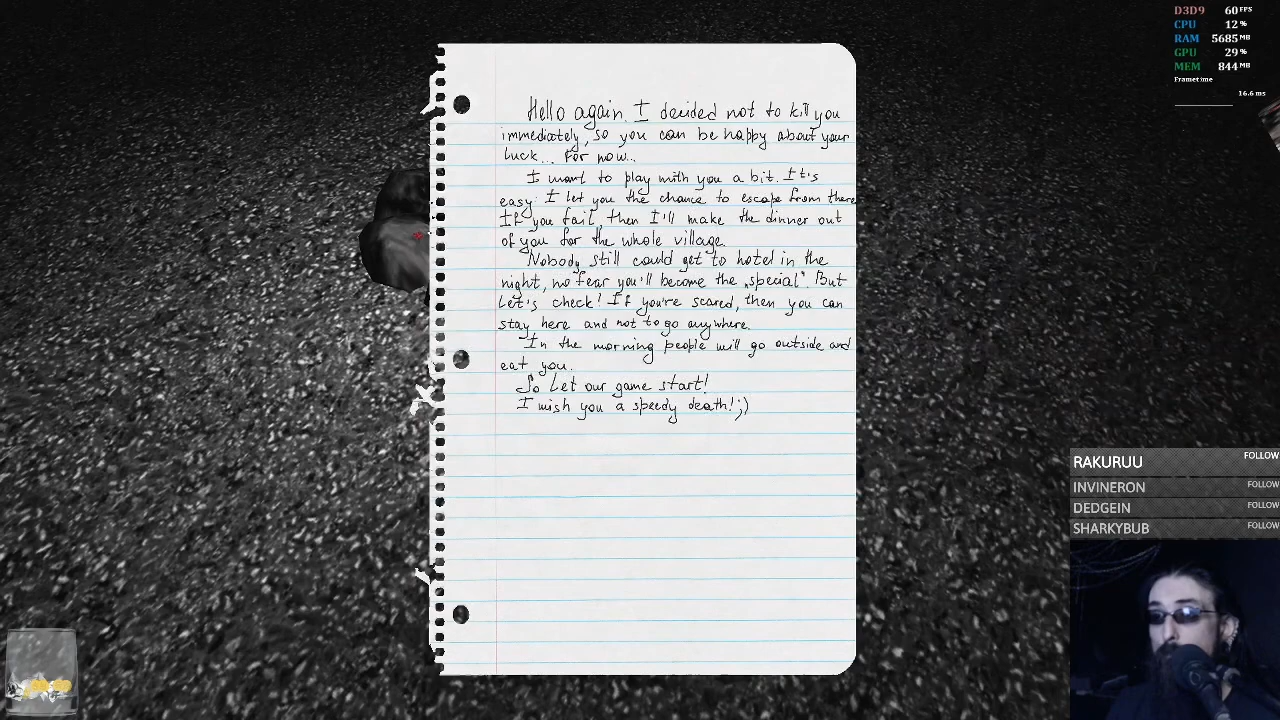 D3D9 60 FPS
CPU 12 %
RAM 5685 MB
GPU 29 %
MEM 844 MB
Frametime
16.6 ms
Hello again. I decided not to kill you
immediately, so you can be happy about your
luck... For now...
I want to play with you a bit. It's
easy. I let you the chance to escape from there
If you fail, then I'll make the dinner out
of you for the whole village.
Nobody still could get to hotel in the
night, no fear you'll become the „special". But
Let's check! If you're scared, then you can
stay here and not to go anywhere.
In the morning people will go outside and
eat you.
So Let our game start!
I wish you a speedy death! ;)
RAKURUU FOLLOW
INVINERON FOLLOW
DEDGEIN FOLLOW
SHARKYBUB FOLLOW